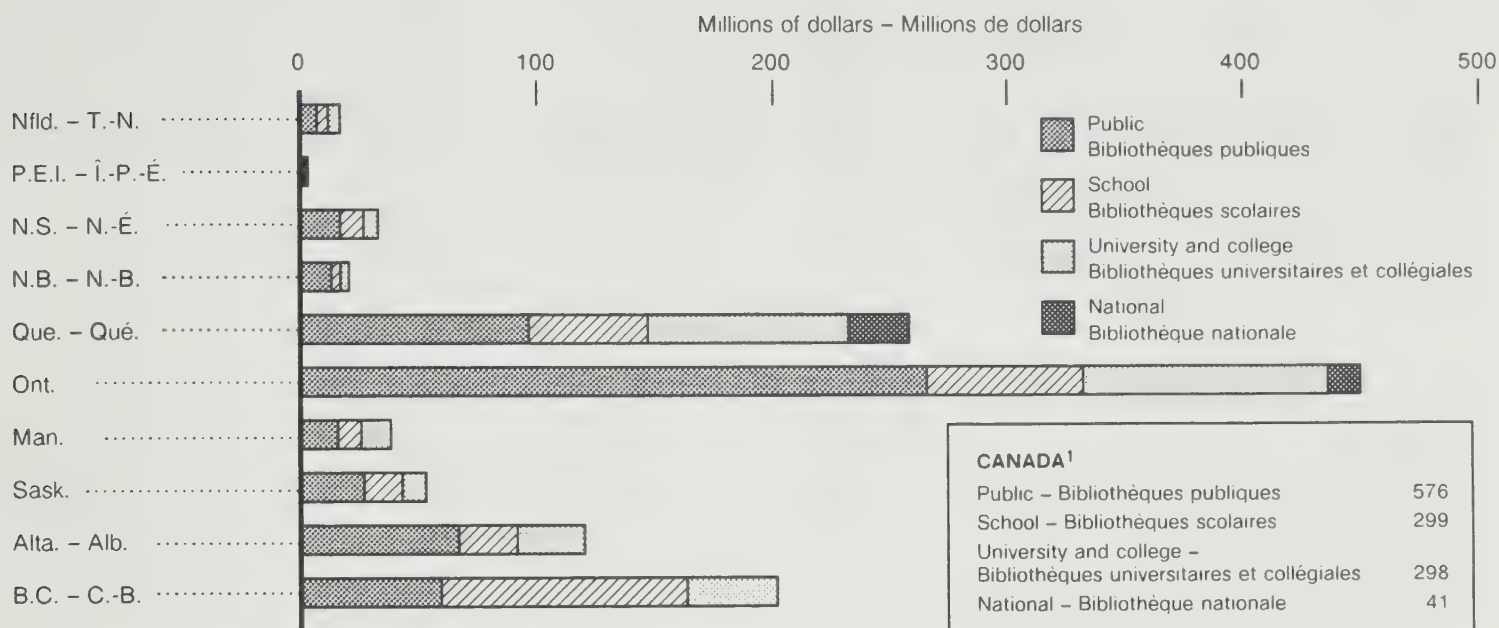 Millions of dollars – Millions de dollars
0 100 200 300 400 500
Nfld. – T.-N.
P.E.I. – Î.-P.-É.
N.S. – N.-É.
N.B. – N.-B.
Que. – Qué.
Ont.
Man.
Sask.
Alta. – Alb.
B.C. – C.-B.
Public
Bibliothèques publiques
School
Bibliothèques scolaires
University and college
Bibliothèques universitaires et collégiales
National
Bibliothèque nationale
CANADA¹
Public – Bibliothèques publiques 576
School – Bibliothèques scolaires 299
University and college –
Bibliothèques universitaires et collégiales 298
National – Bibliothèque nationale 41